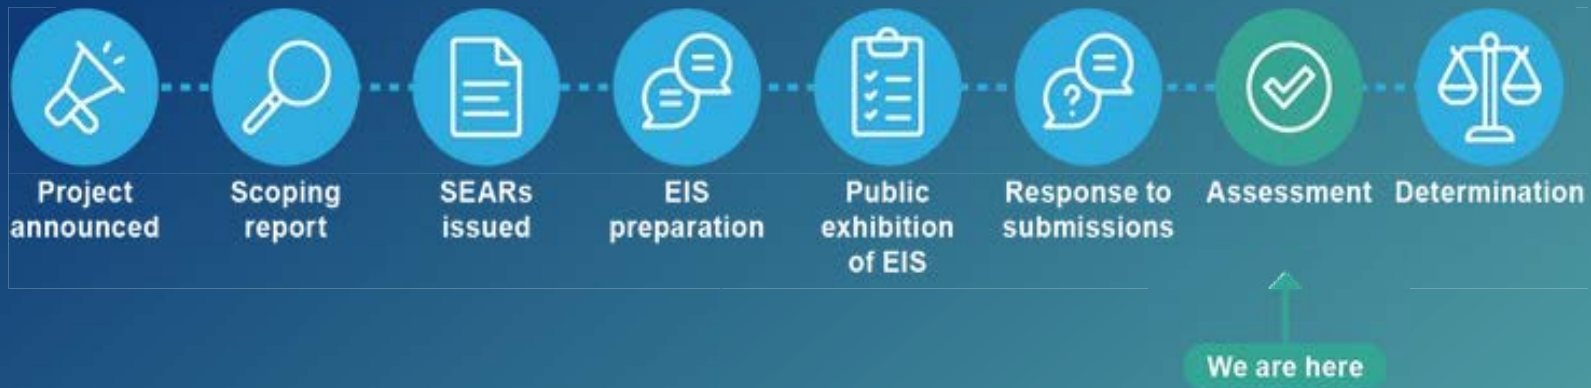 Project
announced
Scoping
report
SEARs
issued
EIS
preparation
Public
exhibition
of EIS
Response to
submissions
Assessment
Determination
We are here